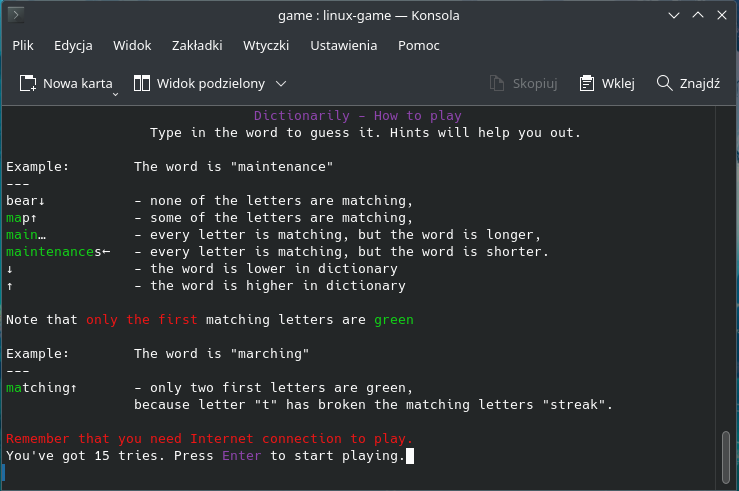 game : linux-game — Konsola
Plik Edycja Widok Zakładki Wtyczki Ustawienia Pomoc
Nowa karta Widok podzielony Skopiuj Wklej Znajdź
Dictionarily - How to play
Type in the word to guess it. Hints will help you out.
Example: The word is "maintenance"
---
bear↓ - none of the letters are matching,
map↑ - some of the letters are matching,
main… - every letter is matching, but the word is longer,
maintenances← - every letter is matching, but the word is shorter.
↓ - the word is lower in dictionary
↑ - the word is higher in dictionary
Note that only the first matching letters are green
Example: The word is "marching"
---
matching↑ - only two first letters are green,
because letter "t" has broken the matching letters "streak".
Remember that you need Internet connection to play.
You've got 15 tries. Press Enter to start playing.